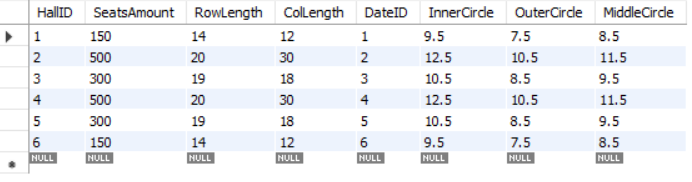 HallID SeatsAmount RowLength ColLength DateID InnerCircle OuterCircle MiddleCircle
1 150 14 12 1 9.5 7.5 8.5
2 500 20 30 2 12.5 10.5 11.5
3 300 19 18 3 10.5 8.5 9.5
4 500 20 30 4 12.5 10.5 11.5
5 300 19 18 5 10.5 8.5 9.5
6 150 14 12 6 9.5 7.5 8.5
NULL NULL NULL NULL NULL NULL NULL NULL